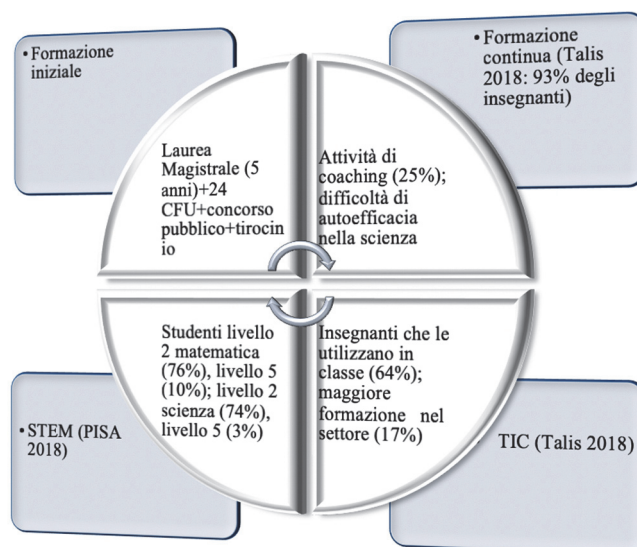 • Formazione
iniziale
• Formazione
continua (Talis
2018: 93% degli
insegnanti)
Laurea
Magistrale (5
anni)+24
CFU+concorso
pubblico+tirocin
io
Attività di
coaching (25%);
difficoltà di
autoefficacia
nella scienza
Studenti livello
2 matematica
(76%), livello 5
(10%); livello 2
scienza (74%),
livello 5 (3%)
Insegnanti che le
utilizzano in
classe (64%);
maggiore
formazione nel
settore (17%)
• STEM (PISA
2018)
TIC (Talis 2018)